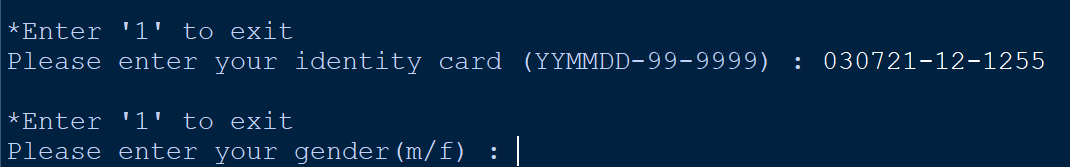 *Enter '1' to exit
Please enter your identity card (YYMMDD-99-9999) : 030721-12-1255
*Enter '1' to exit
Please enter your gender(m/f) :